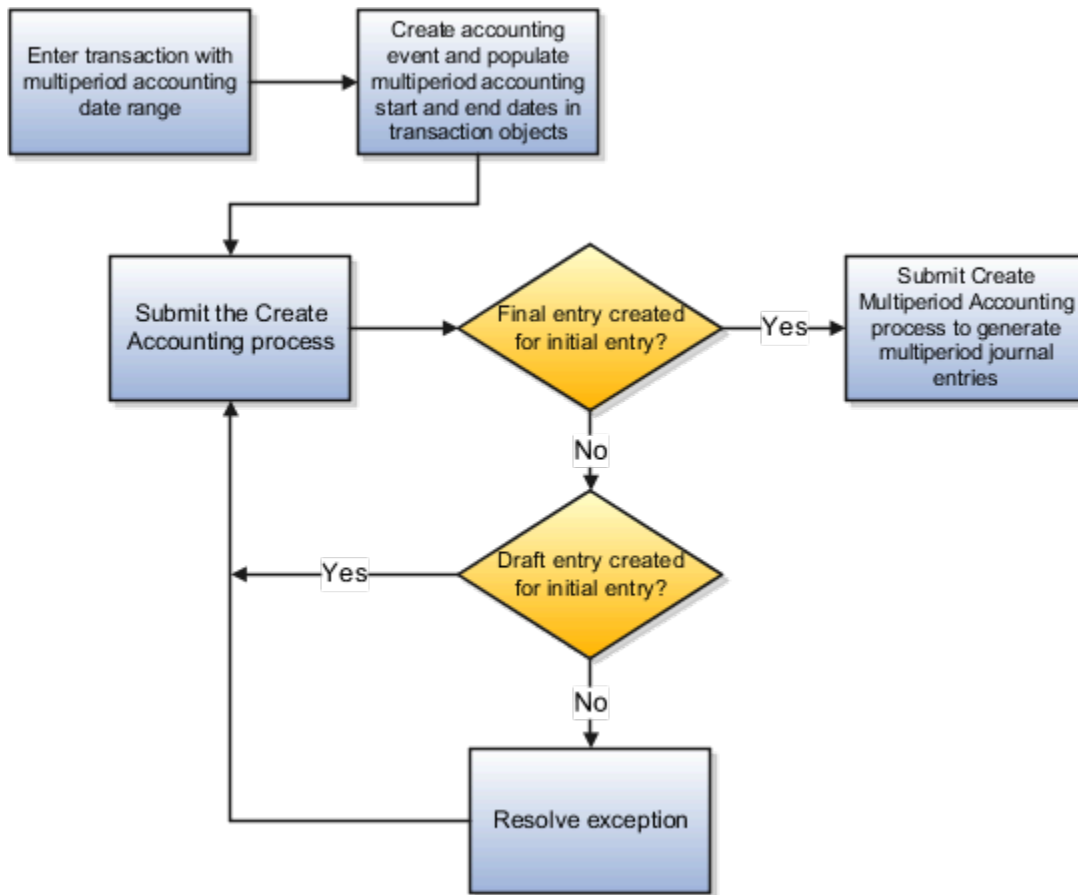 Enter transaction with
multiperiod accounting
date range
Create accounting
event and populate
multiperiod accounting
start and end dates in
transaction objects
Submit the Create
Accounting process
Final entry created
for initial entry?
Yes
Submit Create
Multiperiod Accounting
process to generate
multiperiod journal
entries
No
Draft entry created
for initial entry?
Yes
No
Resolve exception